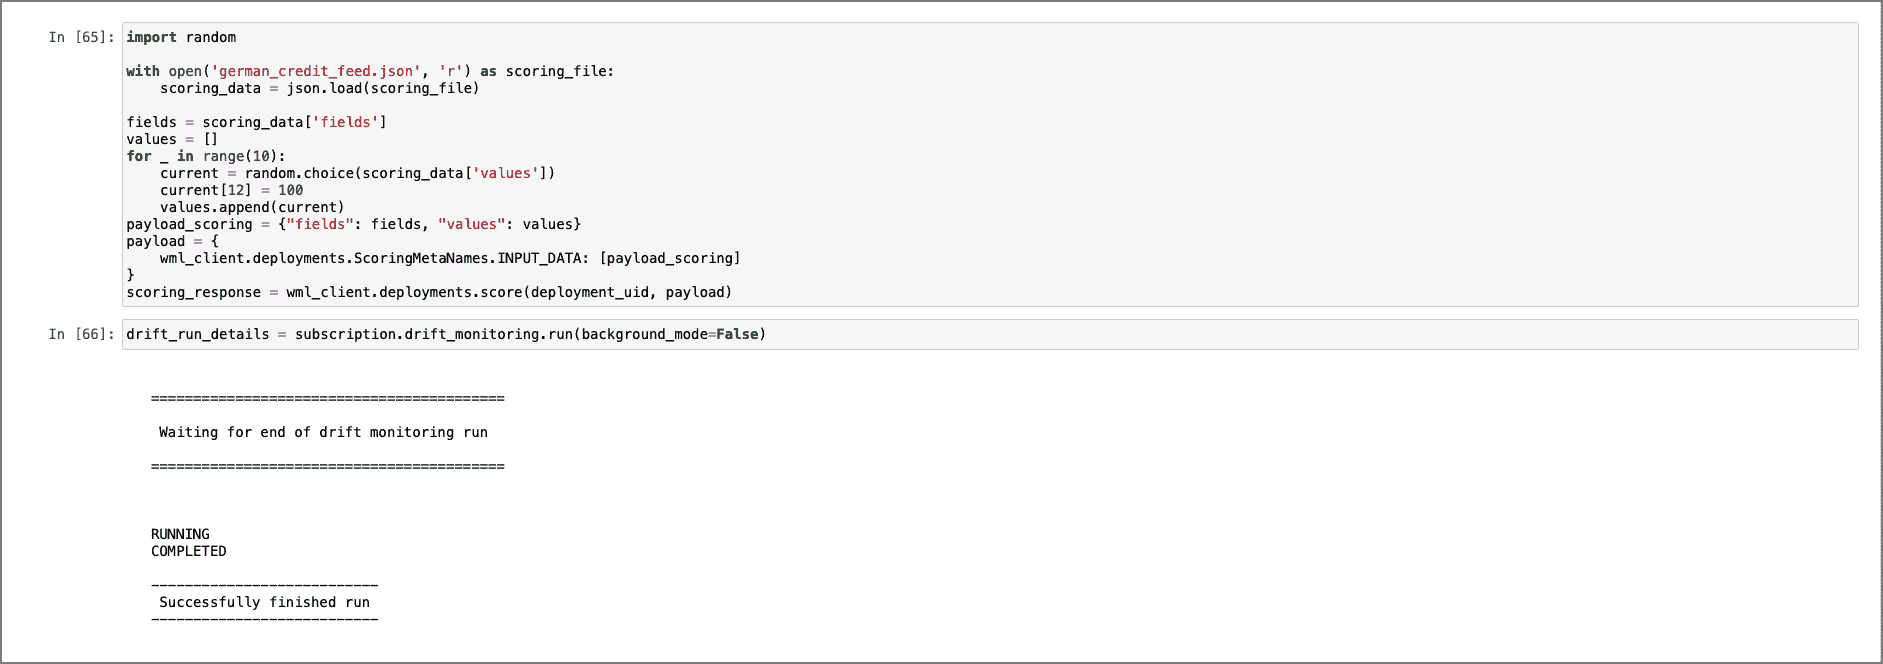 In [65]: import random
with open('german_credit_feed.json', 'r') as scoring_file:
    scoring_data = json.load(scoring_file)
fields = scoring_data['fields']
values = []
for _ in range(10):
    current = random.choice(scoring_data['values'])
    current[12] = 100
    values.append(current)
payload_scoring = {"fields": fields, "values": values}
payload = {
    wml_client.deployments.ScoringMetaNames.INPUT_DATA: [payload_scoring]
}
scoring_response = wml_client.deployments.score(deployment_uid, payload)
In [66]: drift_run_details = subscription.drift_monitoring.run(background_mode=False)
==========================================
Waiting for end of drift monitoring run
==========================================
RUNNING
COMPLETED
---------------------------
Successfully finished run
---------------------------